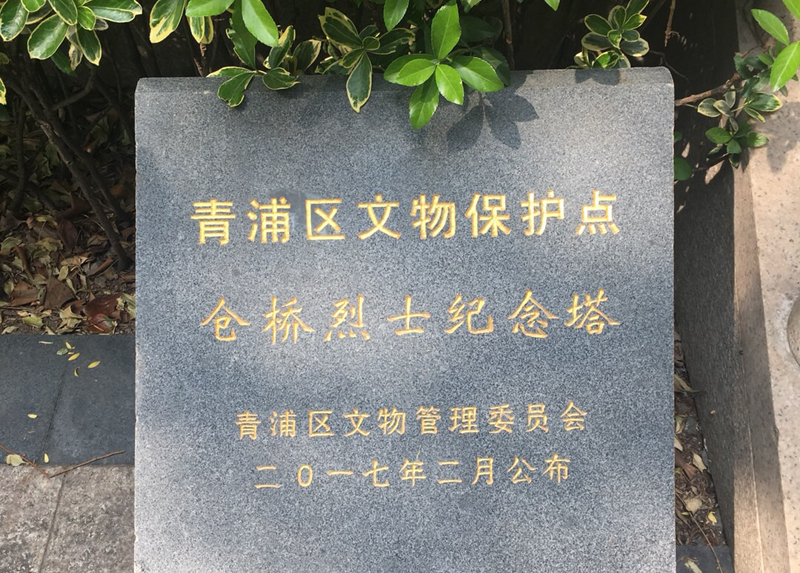 青浦区文物保护点
仓桥烈士纪念塔
青浦区文物管理委员会
二〇一七年二月公布